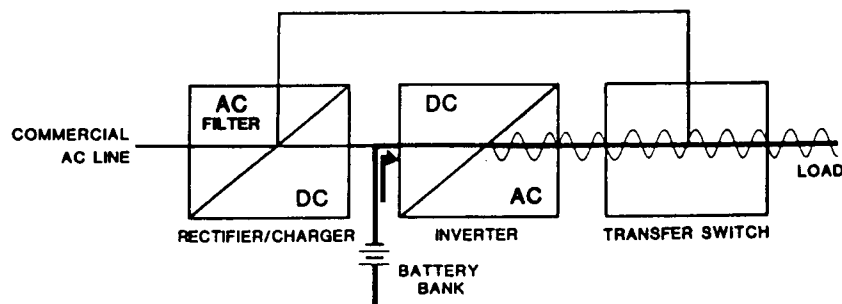 COMMERCIAL
AC LINE
AC
FILTER
DC
RECTIFIER/CHARGER
DC
AC
INVERTER
BATTERY
BANK
TRANSFER SWITCH
LOAD